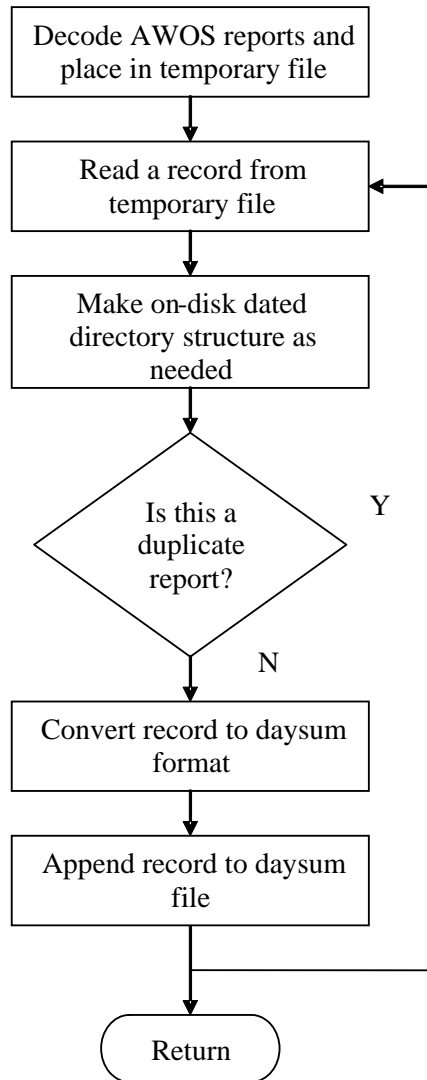 Decode AWOS reports and
place in temporary file
Read a record from
temporary file
Make on-disk dated
directory structure as
needed
Is this a
duplicate
report?
Y
N
Convert record to daysum
format
Append record to daysum
file
Return